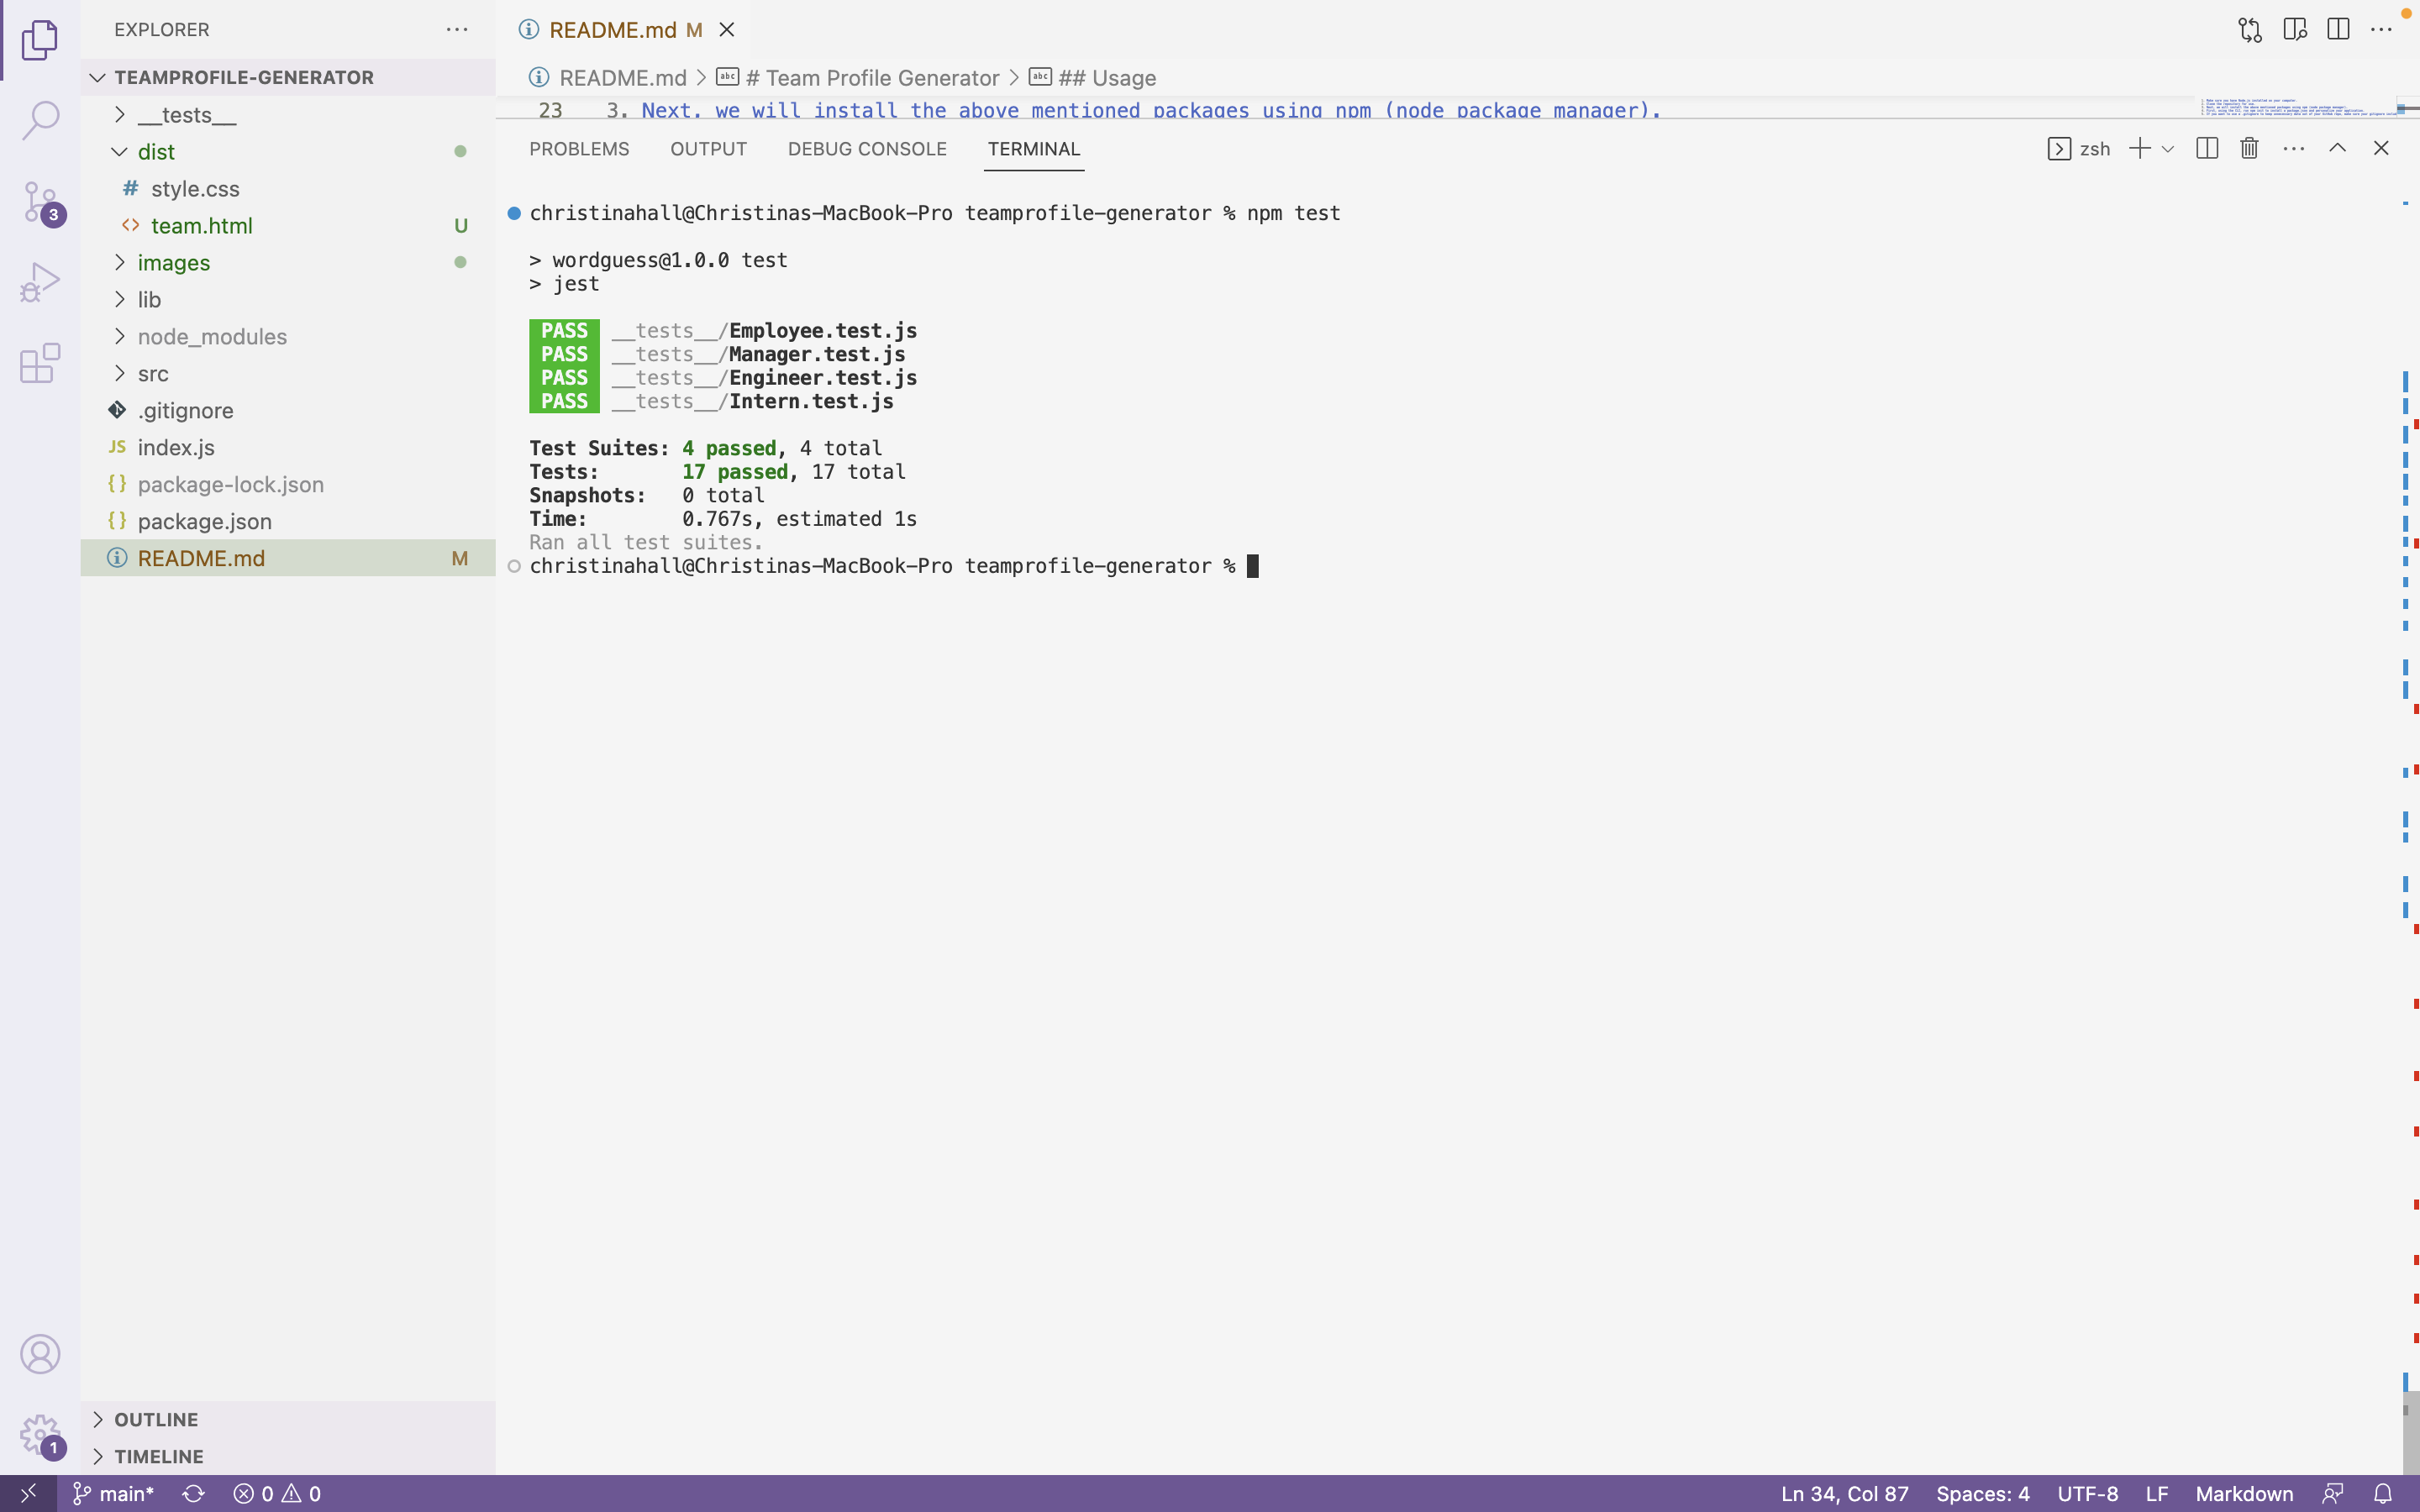 EXPLORER
TEAMPROFILE-GENERATOR
__tests__
dist
# style.css
<> team.html U
images
lib
node_modules
src
.gitignore
JS index.js
{} package-lock.json
{} package.json
README.md M
OUTLINE
TIMELINE
3
1
README.md M
README.md > abc # Team Profile Generator > abc ## Usage
23 3. Next, we will install the above mentioned packages using npm (node package manager).
PROBLEMS OUTPUT DEBUG CONSOLE TERMINAL
zsh
christinahall@Christinas-MacBook-Pro teamprofile-generator % npm test
> wordguess@1.0.0 test
> jest
PASS __tests__/Employee.test.js
PASS __tests__/Manager.test.js
PASS __tests__/Engineer.test.js
PASS __tests__/Intern.test.js
Test Suites: 4 passed, 4 total
Tests: 17 passed, 17 total
Snapshots: 0 total
Time: 0.767s, estimated 1s
Ran all test suites.
christinahall@Christinas-MacBook-Pro teamprofile-generator %
main* 0 0 Ln 34, Col 87 Spaces: 4 UTF-8 LF Markdown